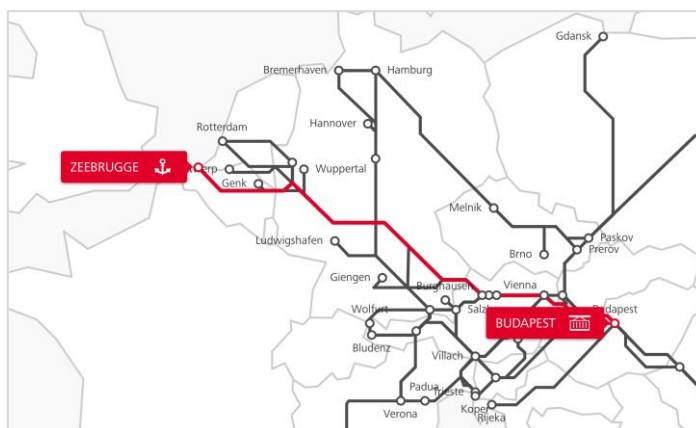 Gdansk
Bremerhaven
Hamburg
Hannover
Rotterdam
ZEEBRUGGE
Wuppertal
Genk
Melnik
Ludwigshafen
Paskov
Prerov
Brno
Giengen
Burghausen
Vienna
Wolfurt
BUDAPEST
Bludenz
Villach
Padua
Trieste
Verona
Koper
Rijeka